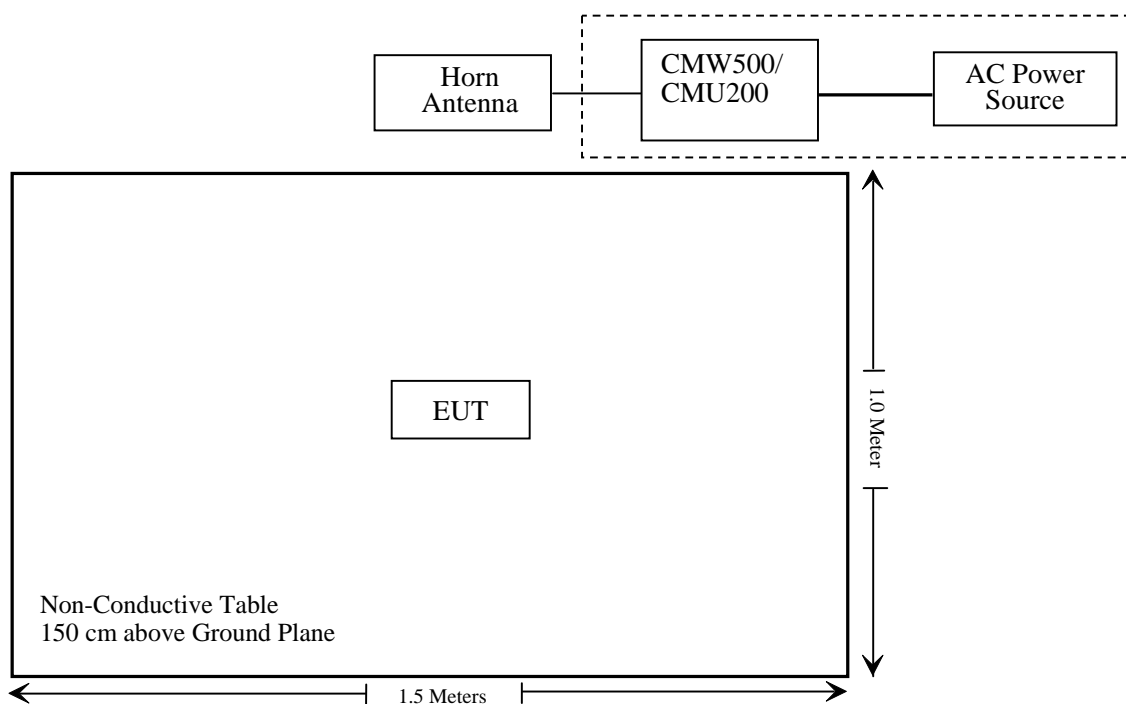 Horn
Antenna
CMW500/
CMU200
AC Power
Source
EUT
1.0 Meter
Non-Conductive Table
150 cm above Ground Plane
1.5 Meters